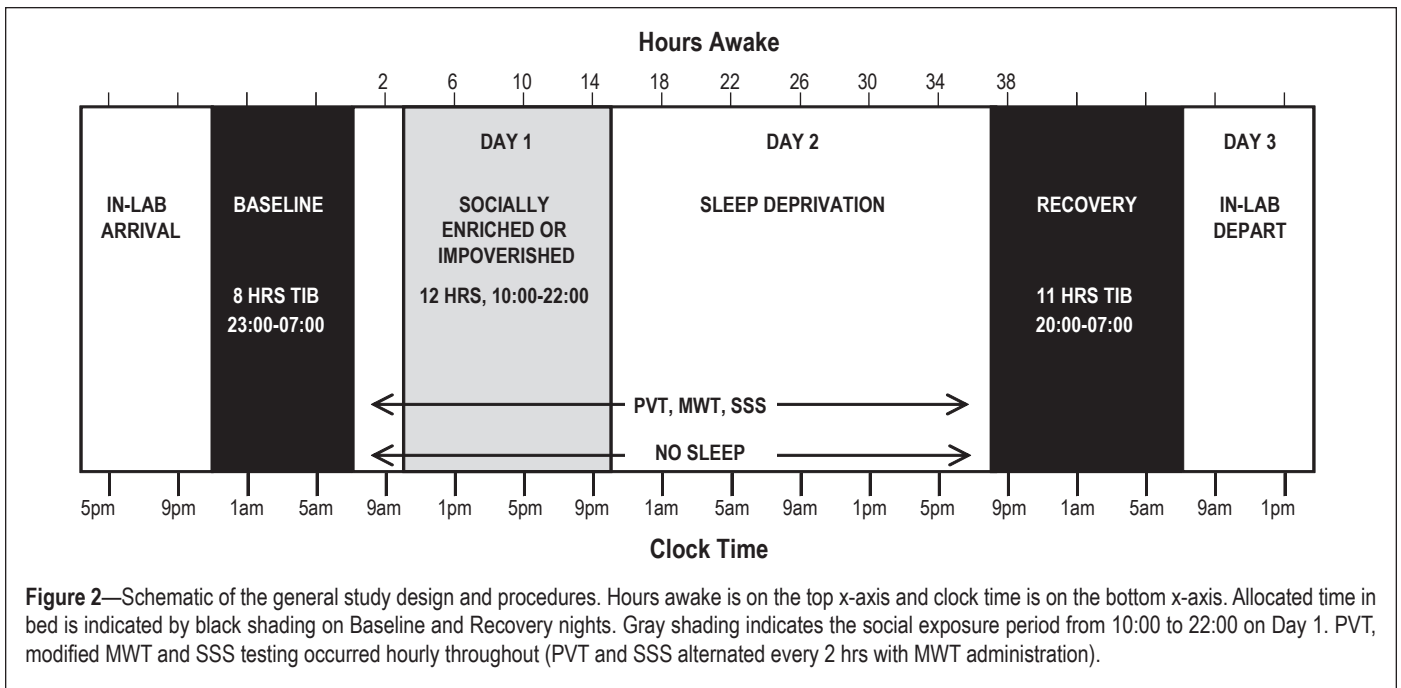 Hours Awake
2 6 10 14 18 22 26 30 34 38
DAY 1
DAY 2
DAY 3
IN-LAB
ARRIVAL
BASELINE
8 HRS TIB
23:00-07:00
SOCIALLY
ENRICHED OR
IMPOVERISHED
12 HRS, 10:00-22:00
SLEEP DEPRIVATION
RECOVERY
11 HRS TIB
20:00-07:00
IN-LAB
DEPART
PVT, MWT, SSS
NO SLEEP
5pm 9pm 1am 5am 9am 1pm 5pm 9pm 1am 5am 9am 1pm 5pm 9pm 1am 5am 9am 1pm
Clock Time
Figure 2—Schematic of the general study design and procedures. Hours awake is on the top x-axis and clock time is on the bottom x-axis. Allocated time in
bed is indicated by black shading on Baseline and Recovery nights. Gray shading indicates the social exposure period from 10:00 to 22:00 on Day 1. PVT,
modified MWT and SSS testing occurred hourly throughout (PVT and SSS alternated every 2 hrs with MWT administration).